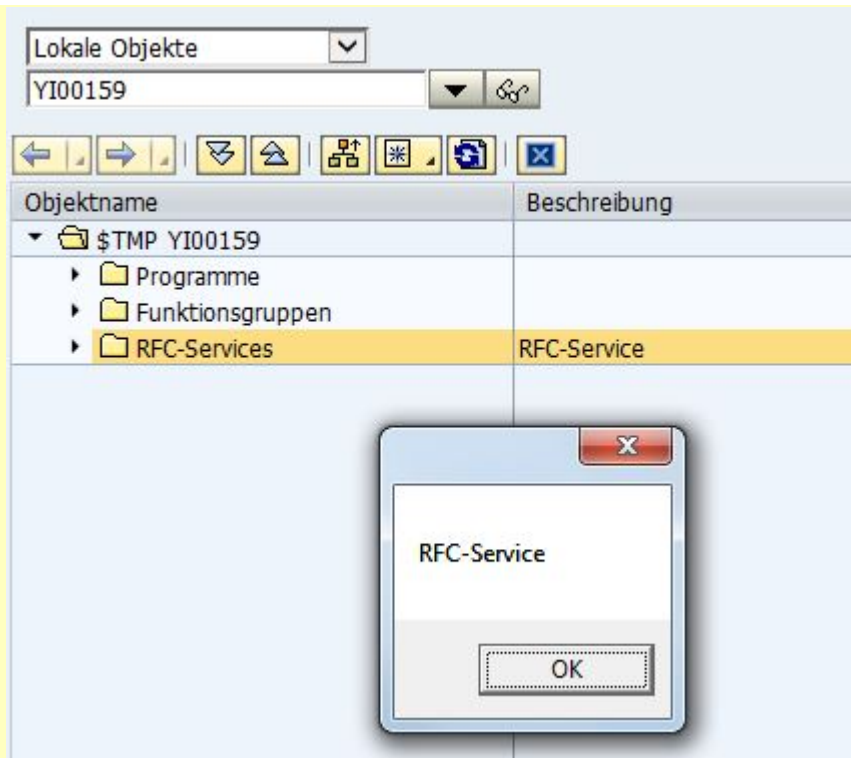 Lokale Objekte
YI00159
Objektname Beschreibung
$TMP YI00159
Programme
Funktionsgruppen
RFC-Services RFC-Service
RFC-Service
OK